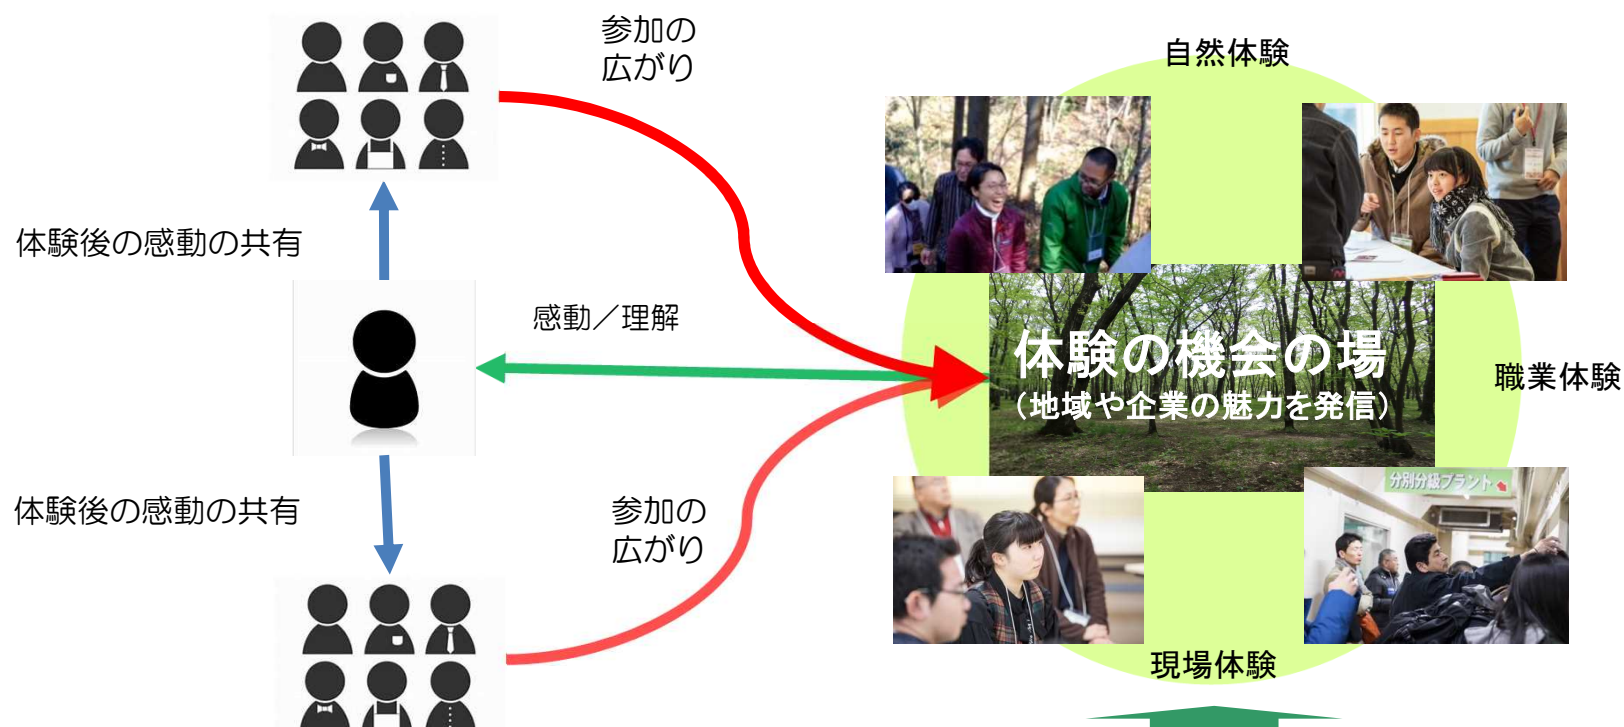 参加の
広がり
自然体験
体験後の感動の共有
感動／理解
体験の機会の場
（地域や企業の魅力を発信）
職業体験
体験後の感動の共有
参加の
広がり
分別分級プラント
現場体験